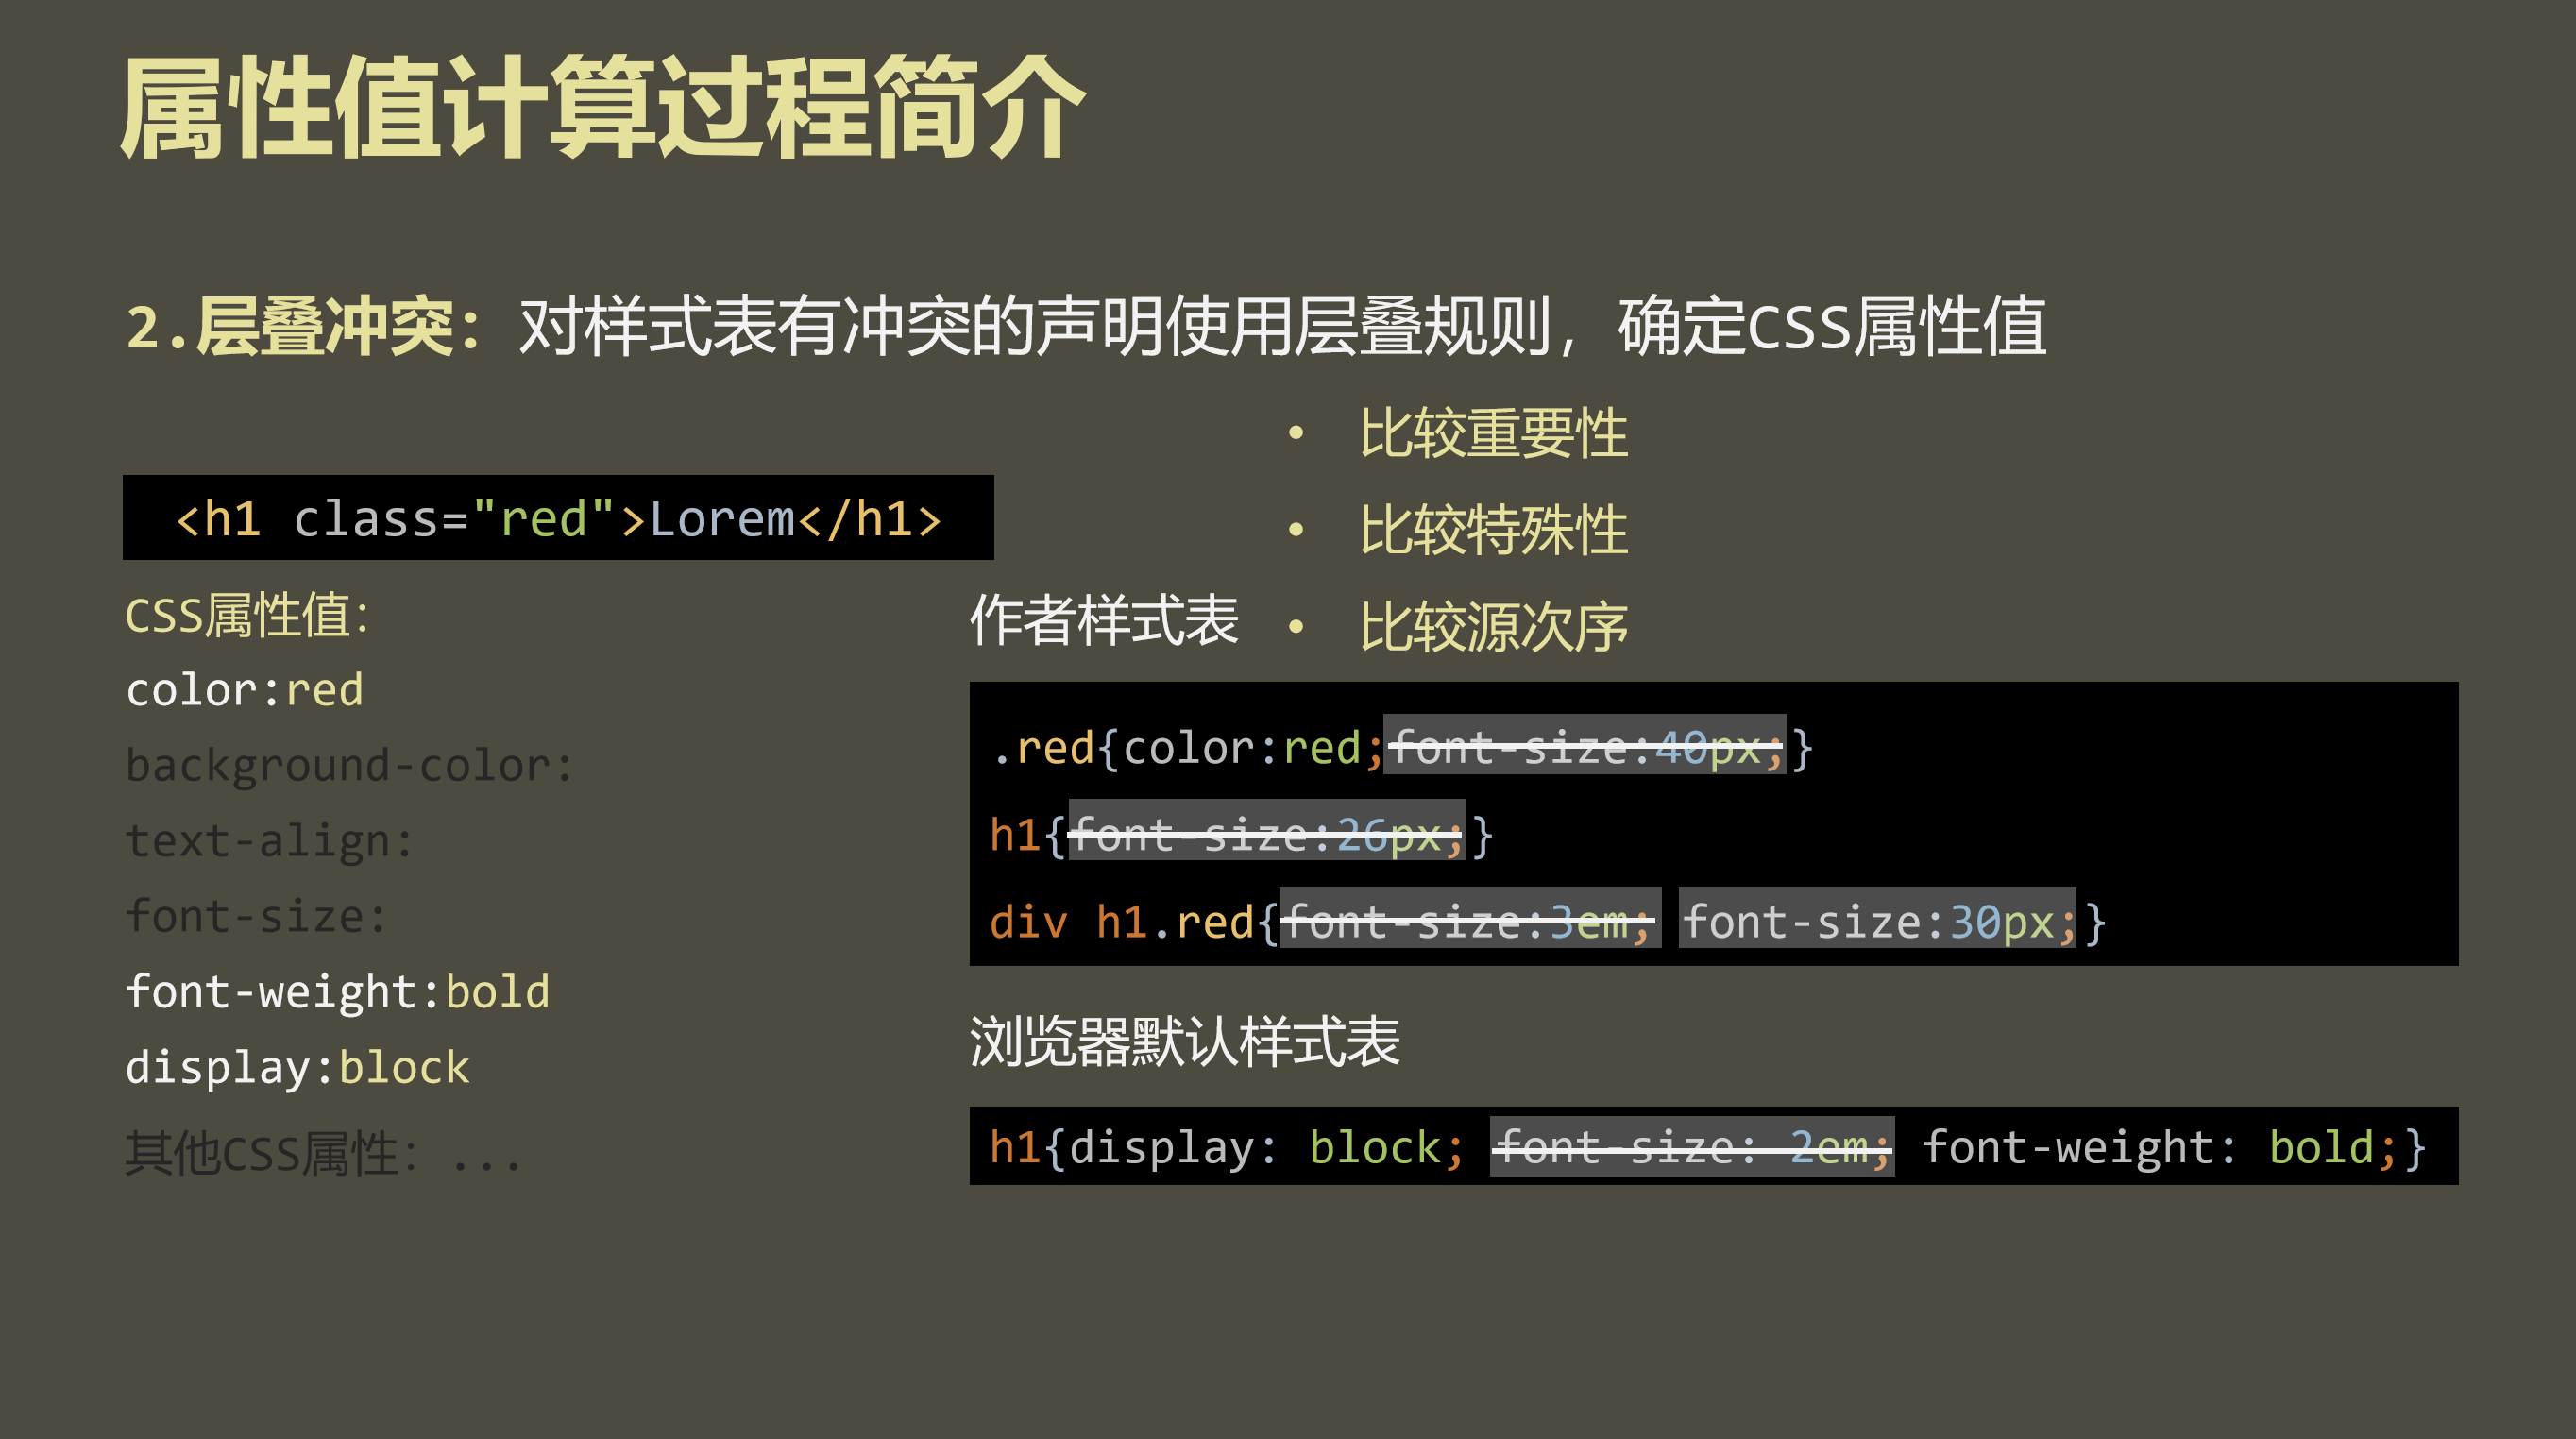 属性值计算过程简介
2.层叠冲突：对样式表有冲突的声明使用层叠规则，确定CSS属性值
• 比较重要性
• 比较特殊性
• 比较源次序
<h1 class="red">Lorem</h1>
CSS属性值：
color:red
background-color:
text-align:
font-size:
font-weight:bold
display:block
其他CSS属性：...
作者样式表
.red{color:red;font-size:40px;}
h1{font-size:26px;}
div h1.red{font-size:3em; font-size:30px;}
浏览器默认样式表
h1{display: block; font-size: 2em; font-weight: bold;}